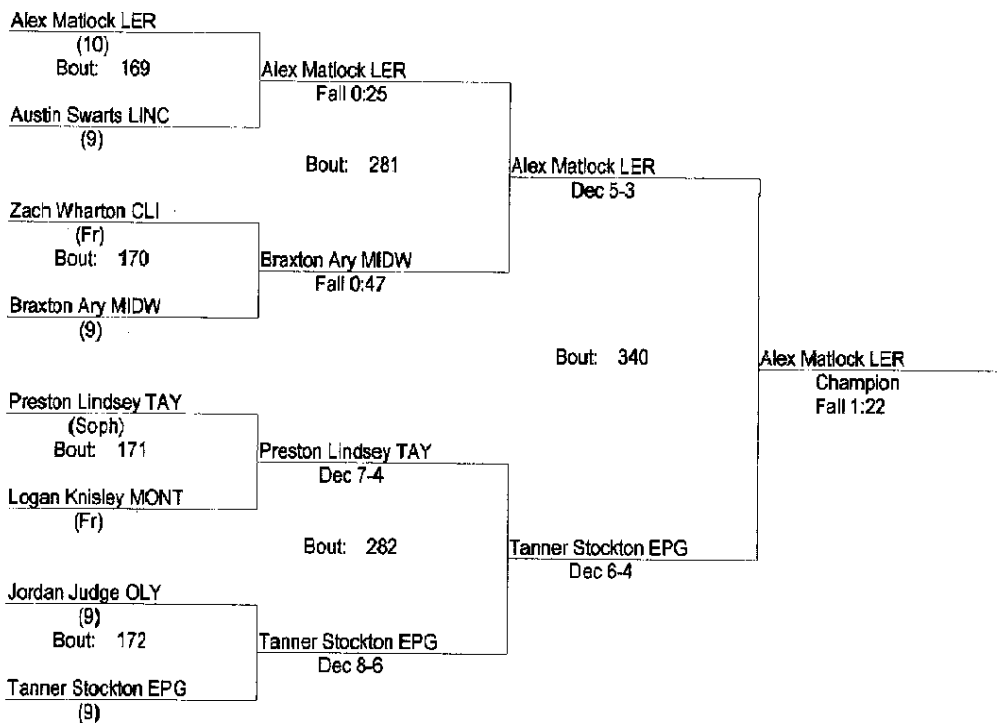 Alex Matlock LER
(10)
Bout: 169
Austin Swarts LINC
(9)
Alex Matlock LER
Fall 0:25
Zach Wharton CLI
(Fr)
Bout: 170
Braxton Ary MIDW
(9)
Braxton Ary MIDW
Fall 0:47
Bout: 281
Alex Matlock LER
Dec 5-3
Preston Lindsey TAY
(Soph)
Bout: 171
Logan Knisley MONT
(Fr)
Preston Lindsey TAY
Dec 7-4
Jordan Judge OLY
(9)
Bout: 172
Tanner Stockton EPG
(9)
Tanner Stockton EPG
Dec 8-6
Bout: 282
Tanner Stockton EPG
Dec 6-4
Bout: 340
Alex Matlock LER
Champion
Fall 1:22